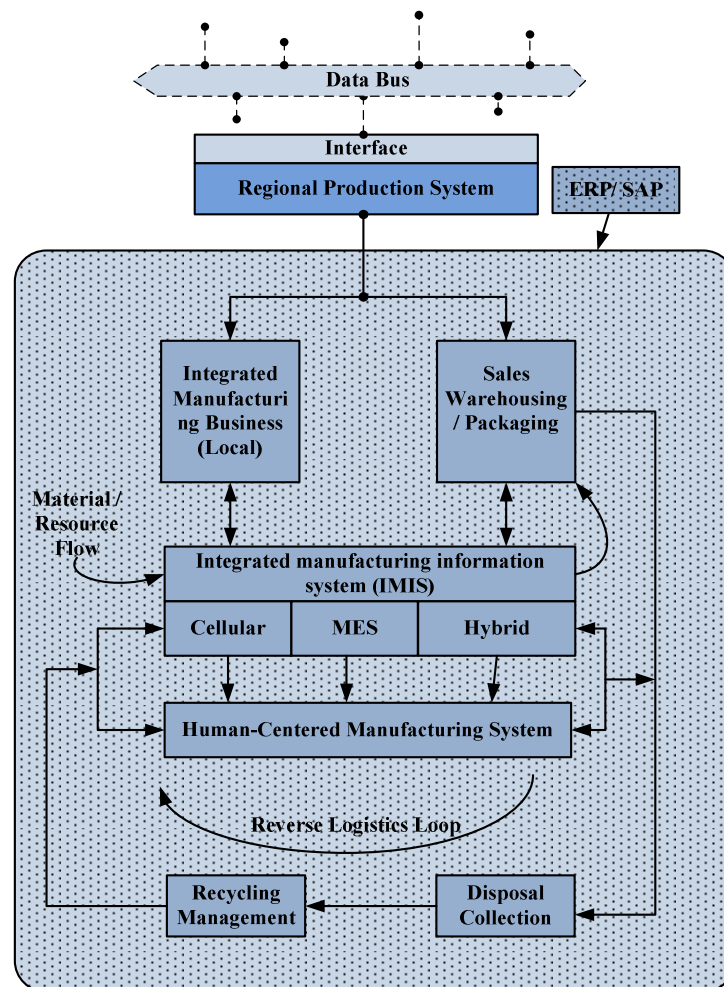 Data Bus
Interface
Regional Production System
ERP/ SAP
Integrated
Manufacturi
ng Business
(Local)
Sales
Warehousing
/ Packaging
Material /
Resource
Flow
Integrated manufacturing information
system (IMIS)
Cellular
MES
Hybrid
Human-Centered Manufacturing System
Reverse Logistics Loop
Recycling
Management
Disposal
Collection